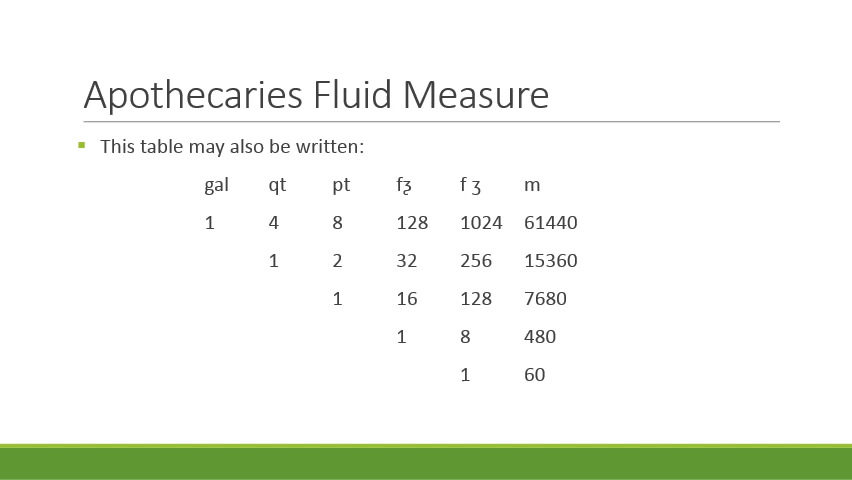 Apothecaries Fluid Measure
▪ This table may also be written:
gal qt pt f℥ f ʒ m
1 4 8 128 1024 61440
1 2 32 256 15360
1 16 128 7680
1 8 480
1 60